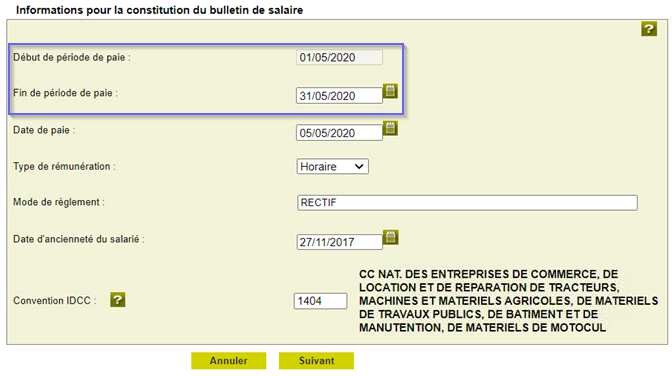 Informations pour la constitution du bulletin de salaire
?
Début de période de paie :
01/05/2020
Fin de période de paie :
31/05/2020
Date de paie :
05/05/2020
Type de rémunération :
Horaire
Mode de réglement :
RECTIF
Date d'ancienneté du salarié :
27/11/2017
Convention IDCC : ?
1404
CC NAT. DES ENTREPRISES DE COMMERCE, DE
LOCATION ET DE REPARATION DE TRACTEURS,
MACHINES ET MATERIELS AGRICOLES, DE MATERIELS
DE TRAVAUX PUBLICS, DE BATIMENT ET DE
MANUTENTION, DE MATERIELS DE MOTOCUL
Annuler
Suivant